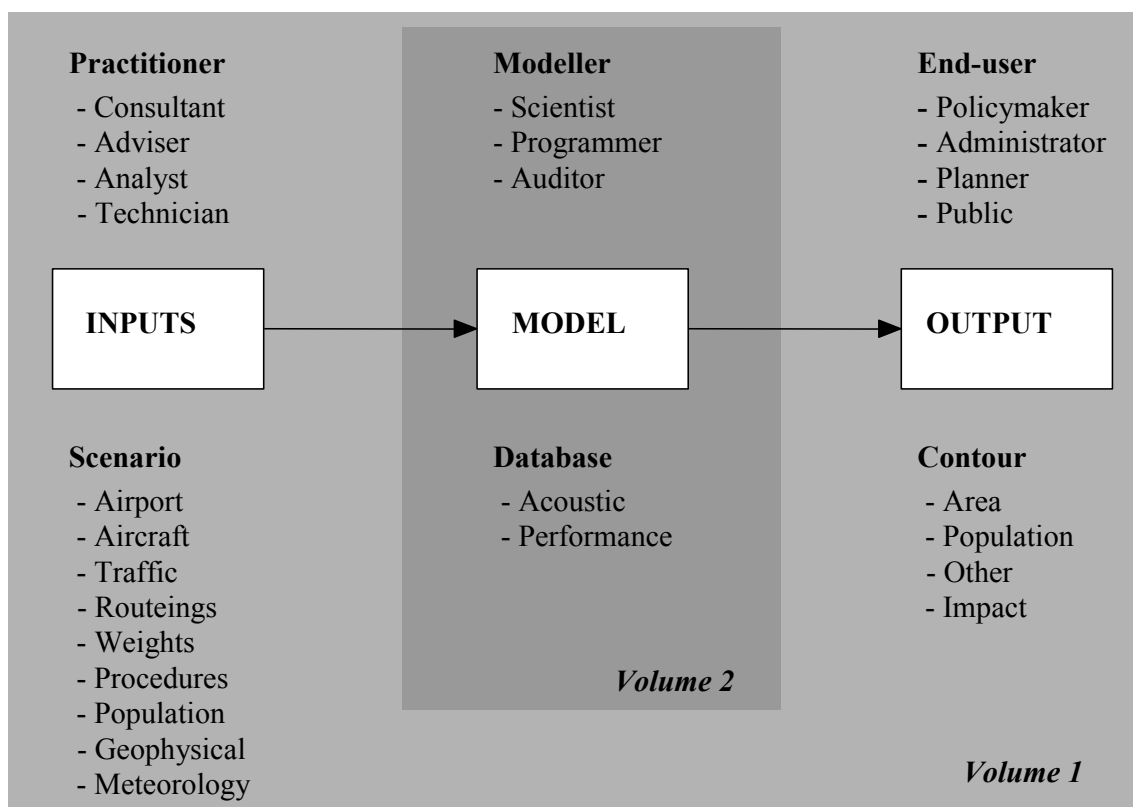 Practitioner
- Consultant
- Adviser
- Analyst
- Technician
Modeller
- Scientist
- Programmer
- Auditor
End-user
- Policymaker
- Administrator
- Planner
- Public
INPUTS
MODEL
OUTPUT
Scenario
- Airport
- Aircraft
- Traffic
- Routeings
- Weights
- Procedures
- Population
- Geophysical
- Meteorology
Database
- Acoustic
- Performance
Volume 2
Contour
- Area
- Population
- Other
- Impact
Volume 1